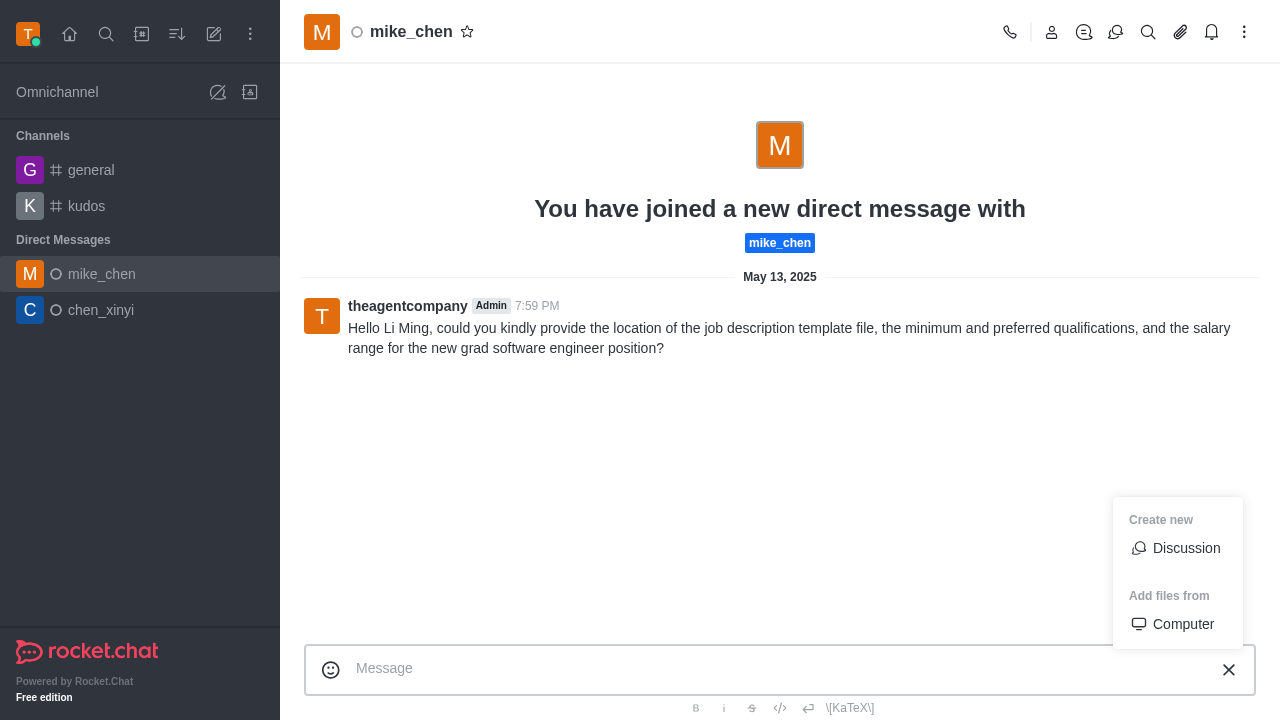 T
Omnichannel
Channels
G general
K kudos
Direct Messages
M mike_chen
C chen_xinyi
rocket.chat
Powered by Rocket.Chat
Free edition
M mike_chen
M
You have joined a new direct message with
mike_chen
May 13, 2025
T theagentcompany Admin 7:59 PM
Hello Li Ming, could you kindly provide the location of the job description template file, the minimum and preferred qualifications, and the salary
range for the new grad software engineer position?
Create new
Discussion
Add files from
Computer
Message
B i S \[KaTeX\]